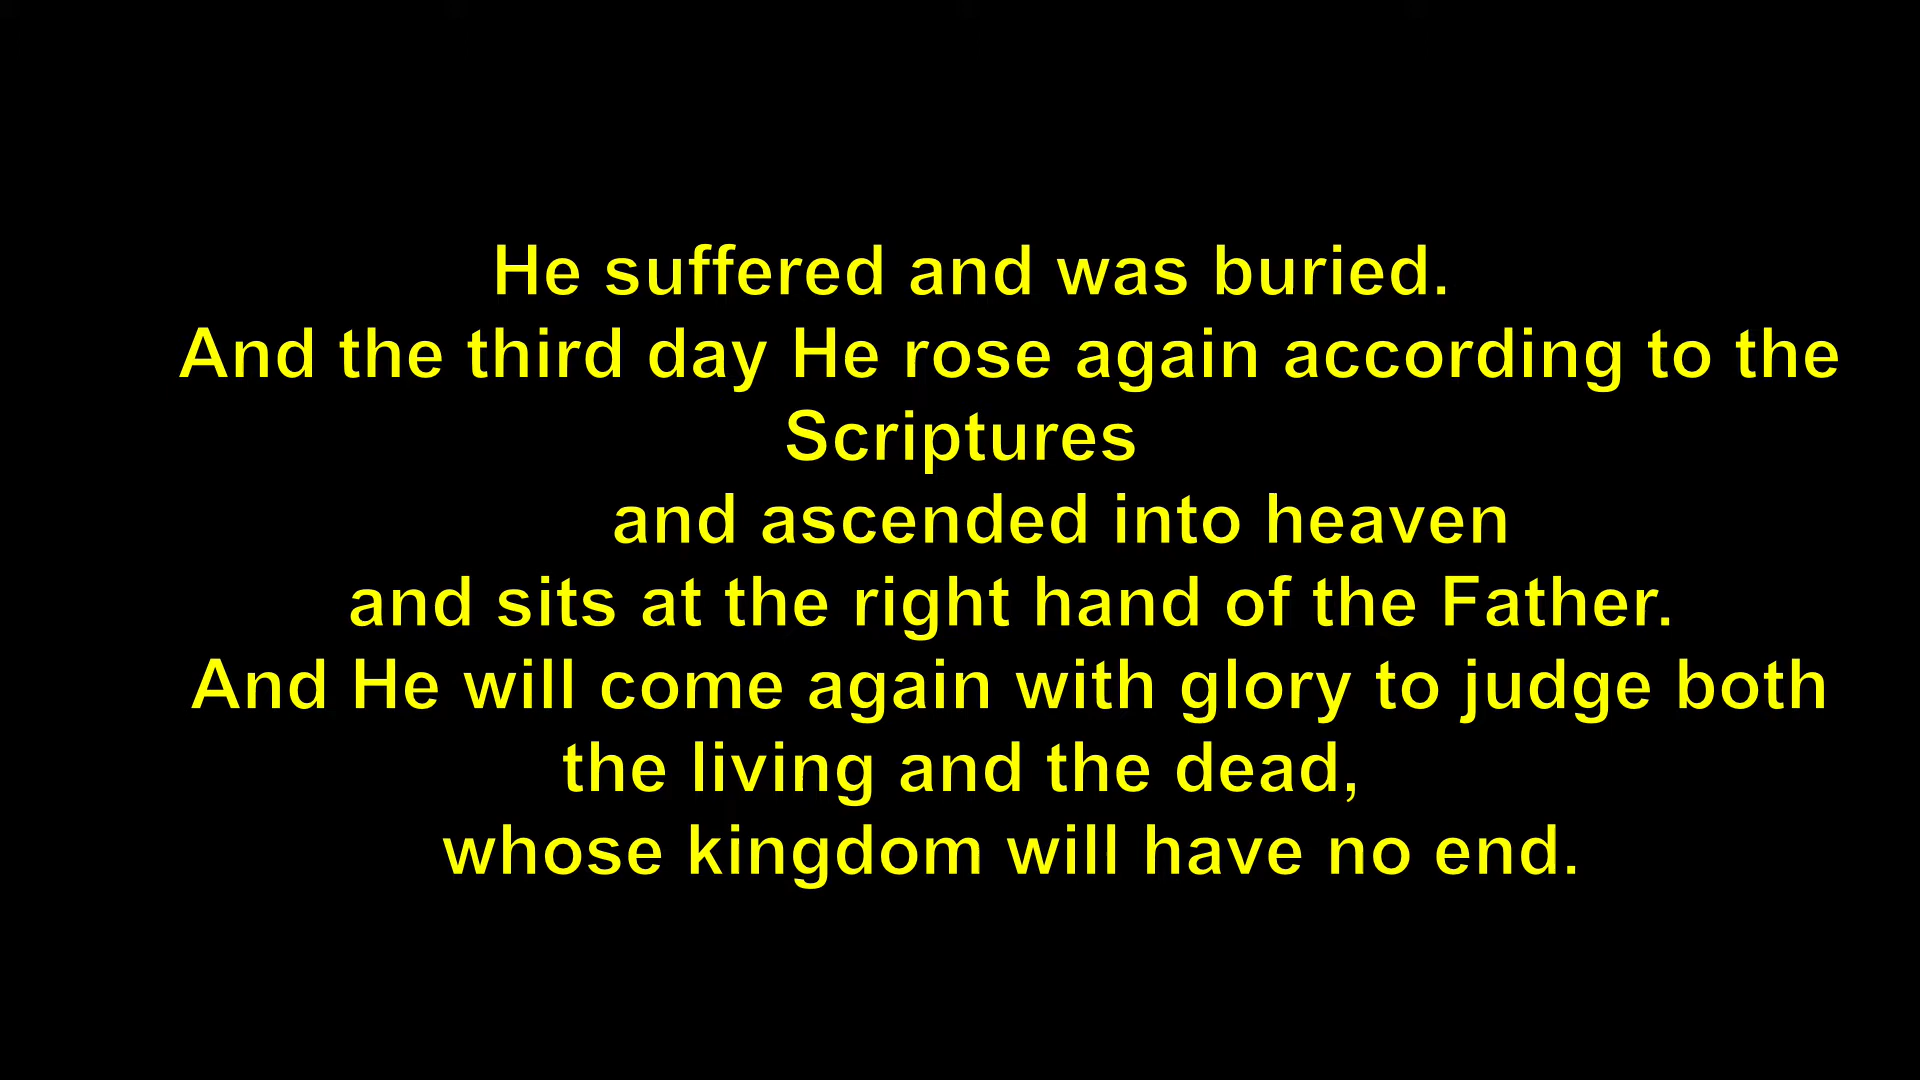 He suffered and was buried.
And the third day He rose again according to the
Scriptures
and ascended into heaven
and sits at the right hand of the Father.
And He will come again with glory to judge both
the living and the dead,
whose kingdom will have no end.